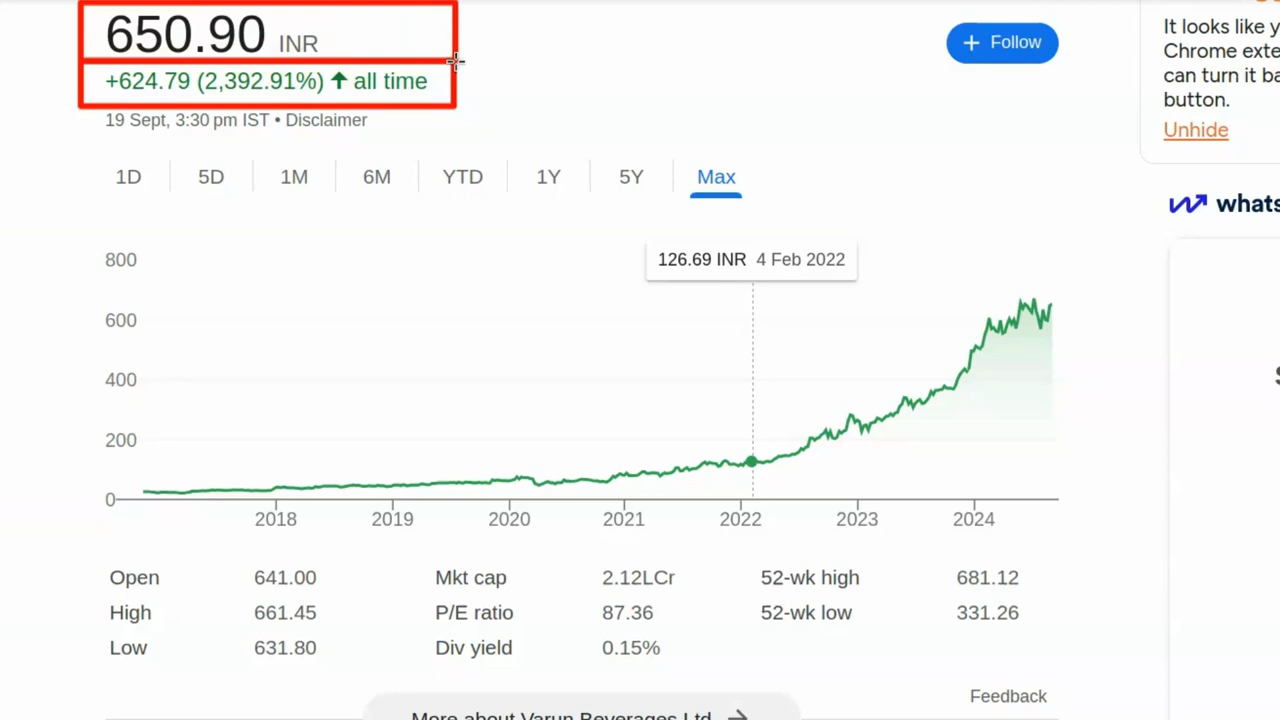 650.90 INR
+624.79 (2,392.91%) ↑ all time
19 Sept, 3:30 pm IST • Disclaimer
+ Follow
It looks like y
Chrome exte
can turn it ba
button.
Unhide
whats
1D 5D 1M 6M YTD 1Y 5Y Max
126.69 INR 4 Feb 2022
800
600
400
200
0
2018 2019 2020 2021 2022 2023 2024
Open 641.00 Mkt cap 2.12LCr 52-wk high 681.12
High 661.45 P/E ratio 87.36 52-wk low 331.26
Low 631.80 Div yield 0.15%
Feedback
More about Varun Beverages Ltd →